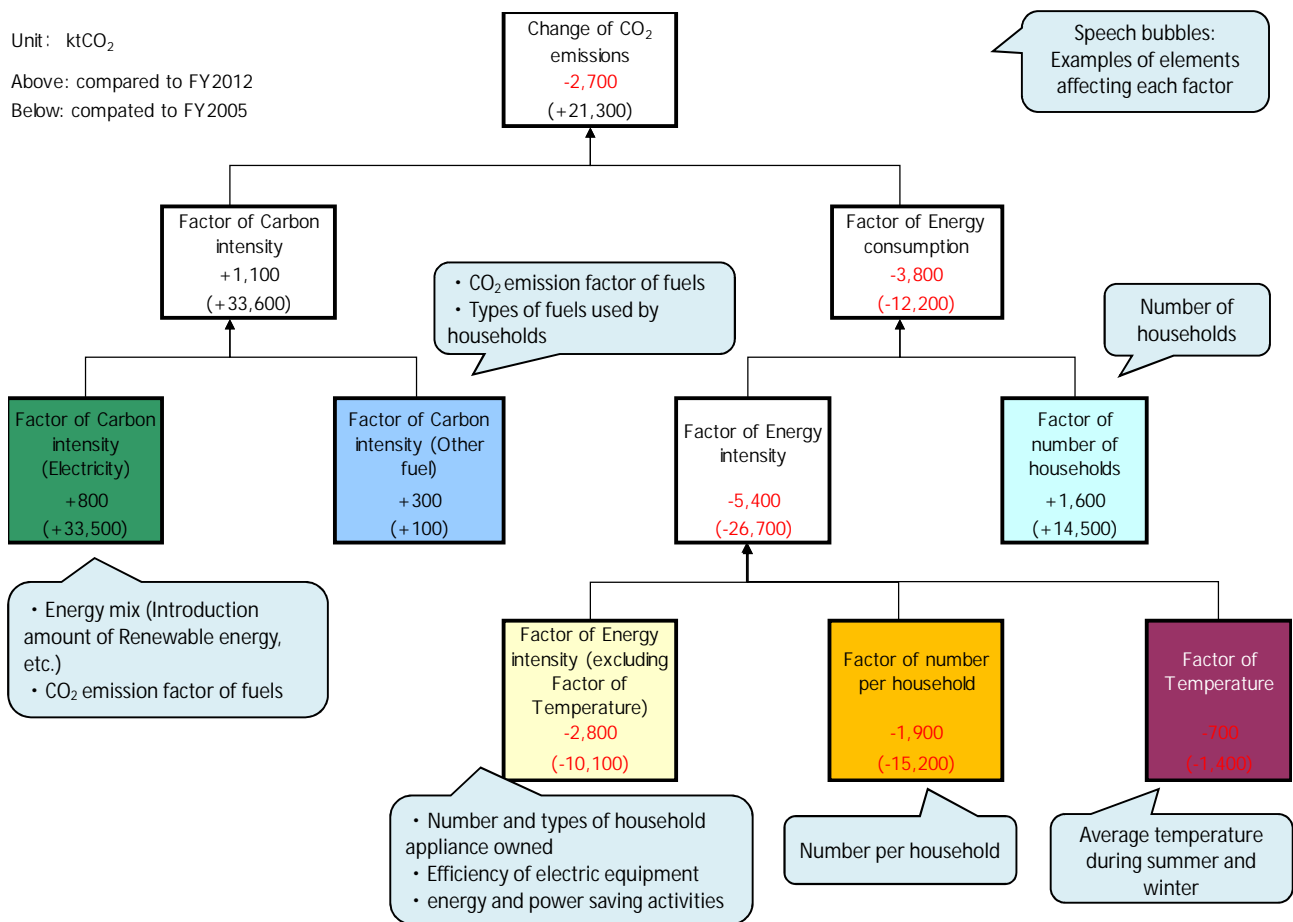 Unit: ktCO2
Above: compared to FY2012
Below: compated to FY2005
Change of CO2
emissions
-2,700
(+21,300)
Speech bubbles:
Examples of elements
affecting each factor
Factor of Carbon
intensity
+1,100
(+33,600)
Factor of Energy
consumption
-3,800
(-12,200)
・CO2 emission factor of fuels
・Types of fuels used by
households
Number of
households
Factor of Carbon
intensity
(Electricity)
+800
(+33,500)
Factor of Carbon
intensity (Other
fuel)
+300
(+100)
Factor of Energy
intensity
-5,400
(-26,700)
Factor of
number of
households
+1,600
(+14,500)
・Energy mix (Introduction
amount of Renewable energy,
etc.)
・CO2 emission factor of fuels
Factor of Energy
intensity (excluding
Factor of
Temperature)
-2,800
(-10,100)
Factor of number
per household
-1,900
(-15,200)
Factor of
Temperature
-700
(-1,400)
・Number and types of household
appliance owned
・Efficiency of electric equipment
・energy and power saving activities
Number per household
Average temperature
during summer and
winter